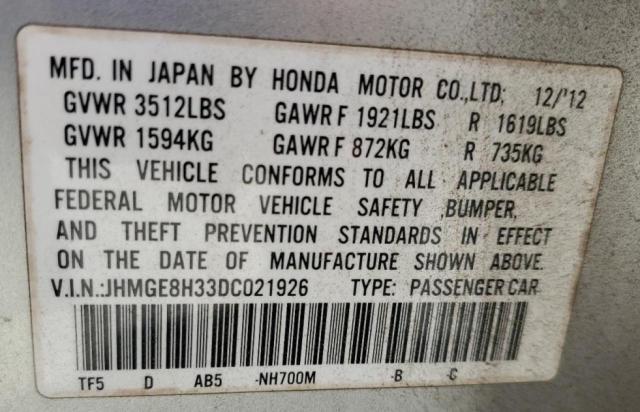 MFD. IN JAPAN BY HONDA MOTOR CO.,LTD; 12/'12
GVWR 3512LBS GAWR F 1921LBS R 1619LBS
GVWR 1594KG GAWR F 872KG R 735KG
THIS VEHICLE CONFORMS TO ALL APPLICABLE
FEDERAL MOTOR VEHICLE SAFETY ,BUMPER,
AND THEFT PREVENTION STANDARDS IN EFFECT
ON THE DATE OF MANUFACTURE SHOWN ABOVE.
V.I.N.:JHMGE8H33DC021926 TYPE: PASSENGER CAR
TF5 D AB5 -NH700M -B -C